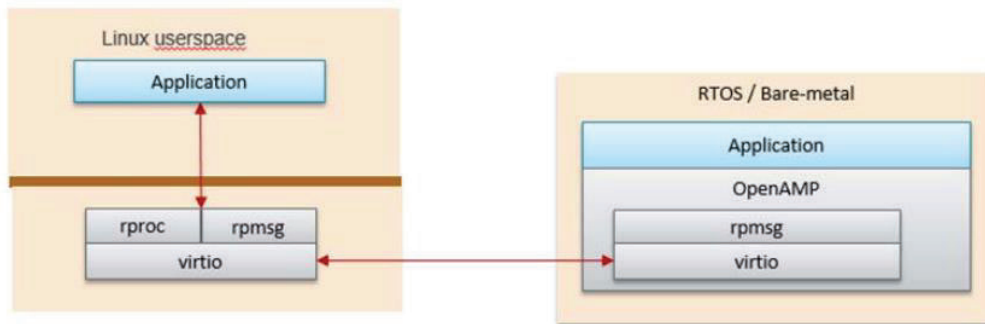 Linux userspace
Application
rproc
rpmsg
virtio
RTOS / Bare-metal
Application
OpenAMP
rpmsg
virtio